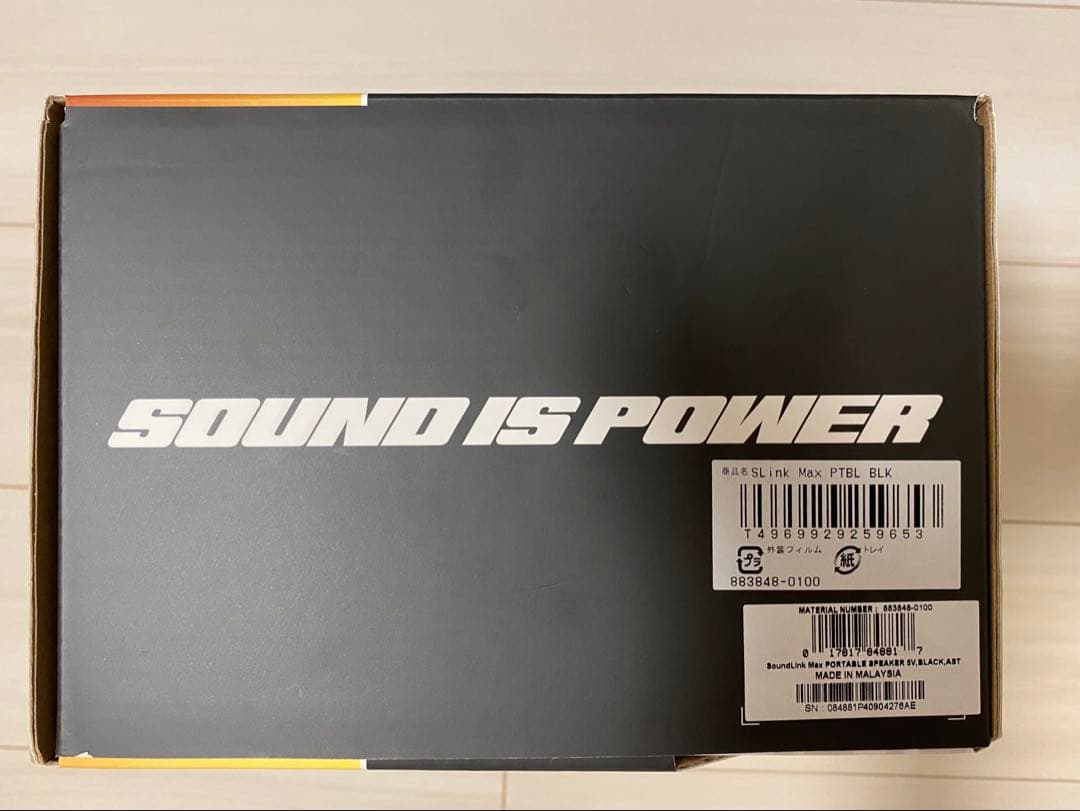 SOUND IS POWER
商品名 SLink Max PTBL BLK
T4969929259653
プラ 外装フィルム 紙 トレイ
883848-0100
MATERIAL NUMBER : 883848-0100
0 17817 84881 7
SoundLink Max PORTABLE SPEAKER 5V,BLACK,AST
MADE IN MALAYSIA
SN : 084881P40904276AE